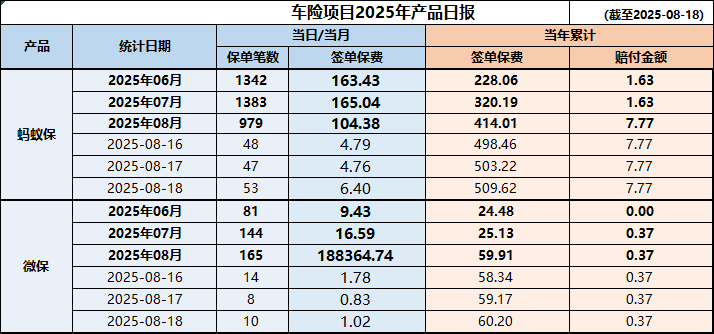 车险项目2025年产品日报 (截至2025-08-18)
产品 统计日期 当日/当月 当年累计
保单笔数 签单保费 签单保费 赔付金额
蚂蚁保 2025年06月 1342 163.43 228.06 1.63
2025年07月 1383 165.04 320.19 1.63
2025年08月 979 104.38 414.01 7.77
2025-08-16 48 4.79 498.46 7.77
2025-08-17 47 4.76 503.22 7.77
2025-08-18 53 6.40 509.62 7.77
微保 2025年06月 81 9.43 24.48 0.00
2025年07月 144 16.59 25.13 0.37
2025年08月 165 188364.74 59.91 0.37
2025-08-16 14 1.78 58.34 0.37
2025-08-17 8 0.83 59.17 0.37
2025-08-18 10 1.02 60.20 0.37